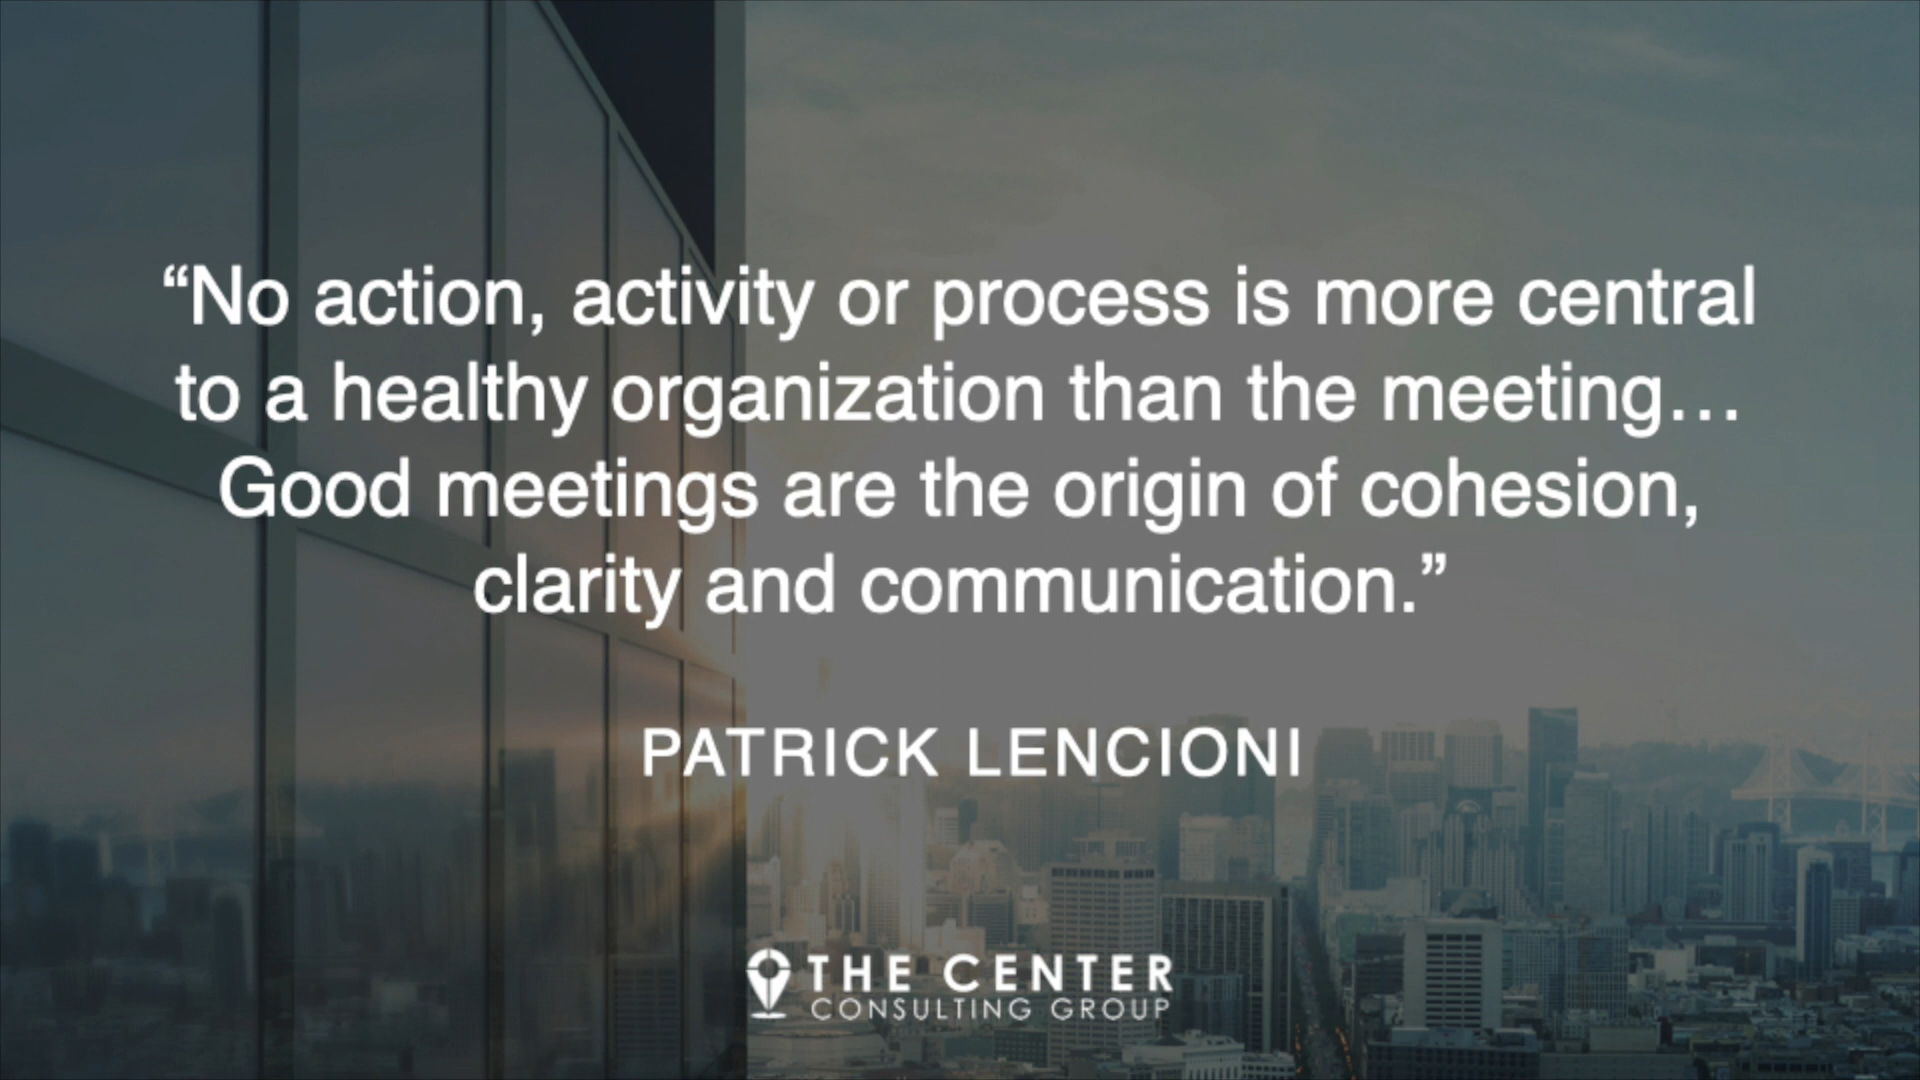 “No action, activity or process is more central
to a healthy organization than the meeting…
Good meetings are the origin of cohesion,
clarity and communication.”
PATRICK LENCIONI
THE CENTER
CONSULTING GROUP